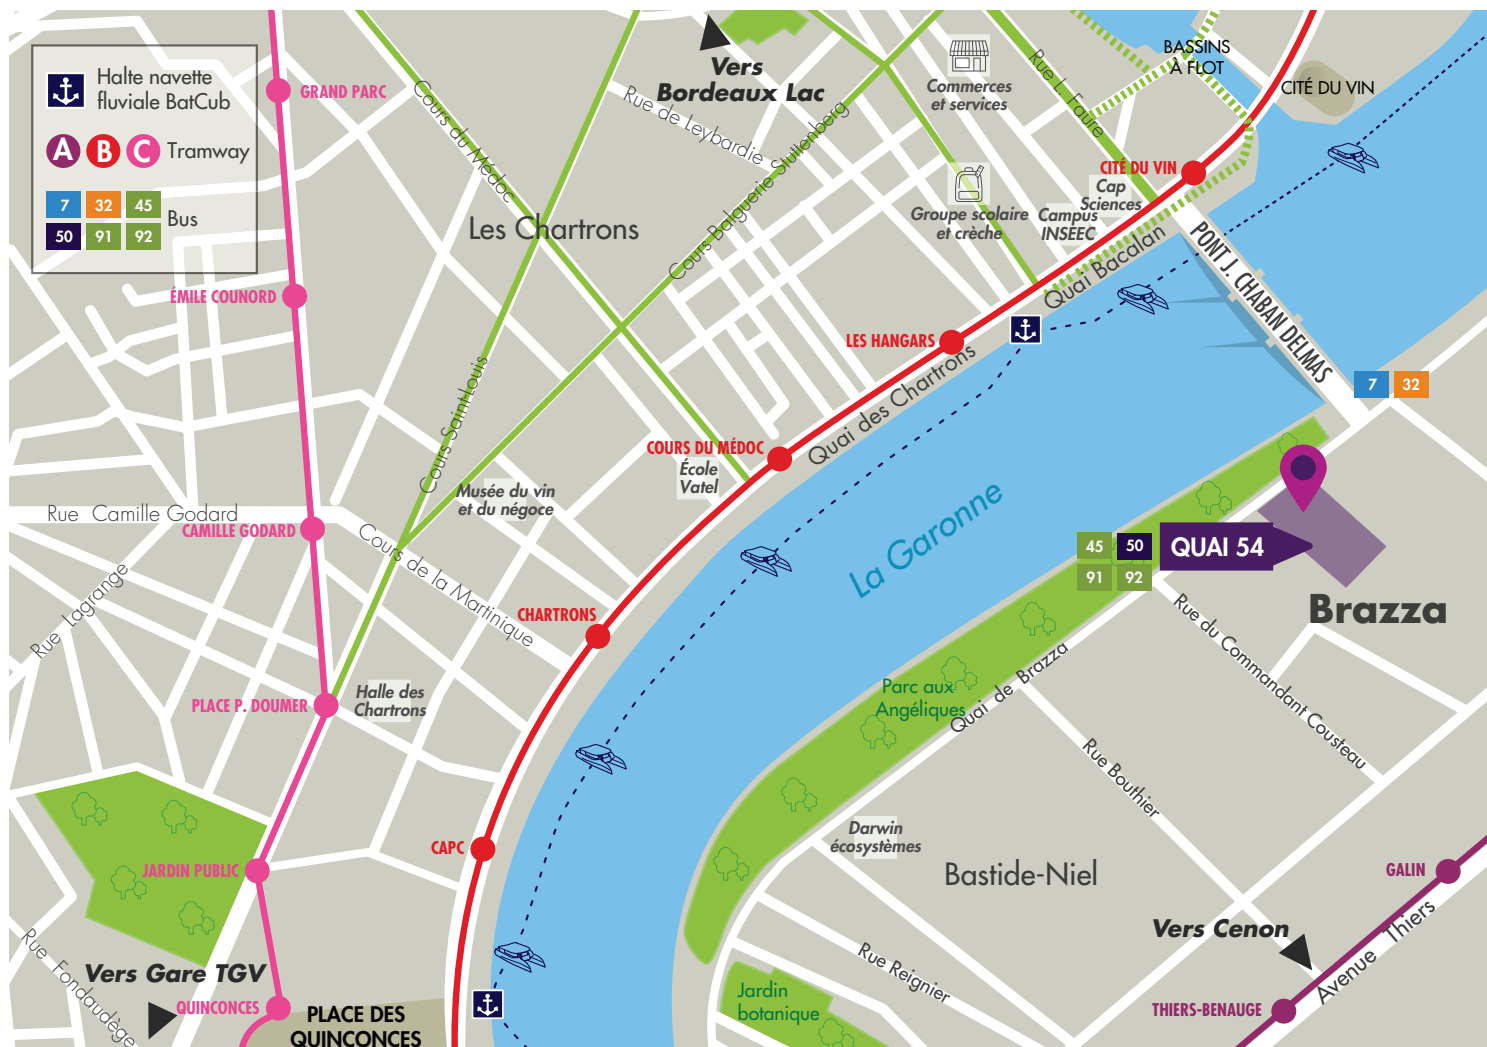 Halte navette
fluviale BatCub
A B C Tramway
7 32 45
Bus
50 91 92
GRAND PARC
ÉMILE COUNORD
Cours du Médoc
Vers
Bordeaux Lac
Rue de Leybardie
Cours Balguerie Stuttenberg
Commerces
et services
Rue L. Faure
BASSINS
À FLOT
CITÉ DU VIN
CITÉ DU VIN
Cap
Sciences
Groupe scolaire
et crèche
Campus
INSEEC
Les Chartrons
Quai Bacalan
PONT J. CHABAN DELMAS
LES HANGARS
Quai des Chartrons
7 32
Cours Saint-Louis
COURS DU MÉDOC
École
Vatel
Musée du vin
et du négoce
Rue Camille Godard
CAMILLE GODARD
Cours de la Martinique
La Garonne
45 50
91 92
QUAI 54
Brazza
Rue Lagrange
CHARTRONS
Rue du Commandant Cousteau
PLACE P. DOUMER
Halle des
Chartrons
Parc aux
Angéliques
Quai de Brazza
Rue Bouthier
CAPC
Darwin
écosystèmes
Bastide-Niel
JARDIN PUBLIC
GALIN
Vers Cenon
Avenue Thiers
Rue Fondaudège
Vers Gare TGV
Rue Reignier
QUINCONCES
PLACE DES
QUINCONCES
Jardin
botanique
THIERS-BENAUGE